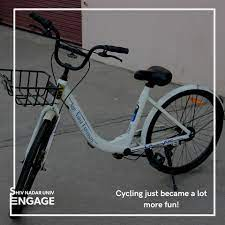 SHIV NADAR UNIV
ENGAGE
Cycling just became a lot
more fun!